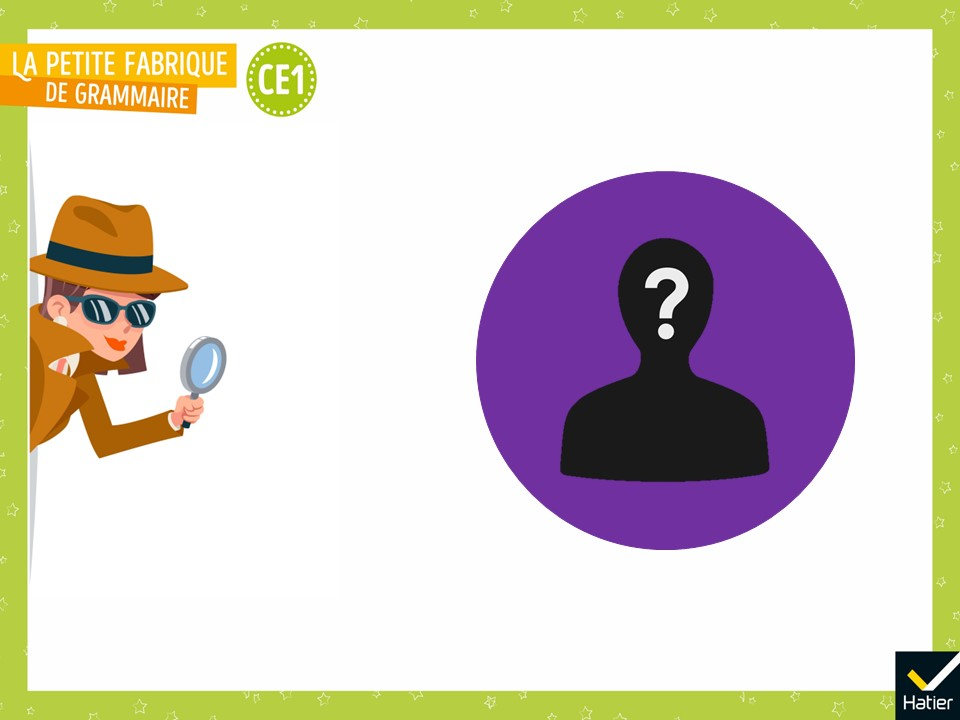 LA PETITE FABRIQUE
DE GRAMMAIRE
CE1
?
Hatier